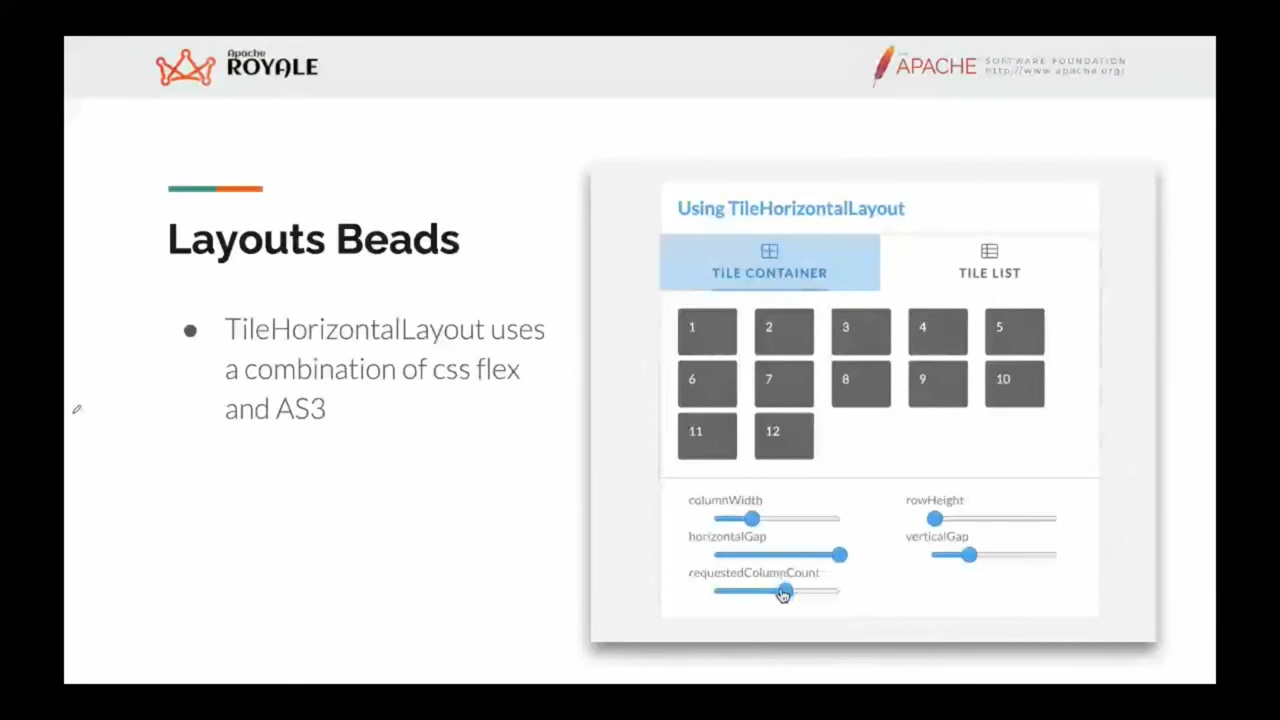 Apache
ROYALE
THE
APACHE SOFTWARE FOUNDATION
http://www.apache.org/
Layouts Beads
● TileHorizontalLayout uses
a combination of css flex
and AS3
Using TileHorizontalLayout
TILE CONTAINER
TILE LIST
1 2 3 4 5
6 7 8 9 10
11 12
columnWidth
rowHeight
horizontalGap
verticalGap
requestedColumnCount